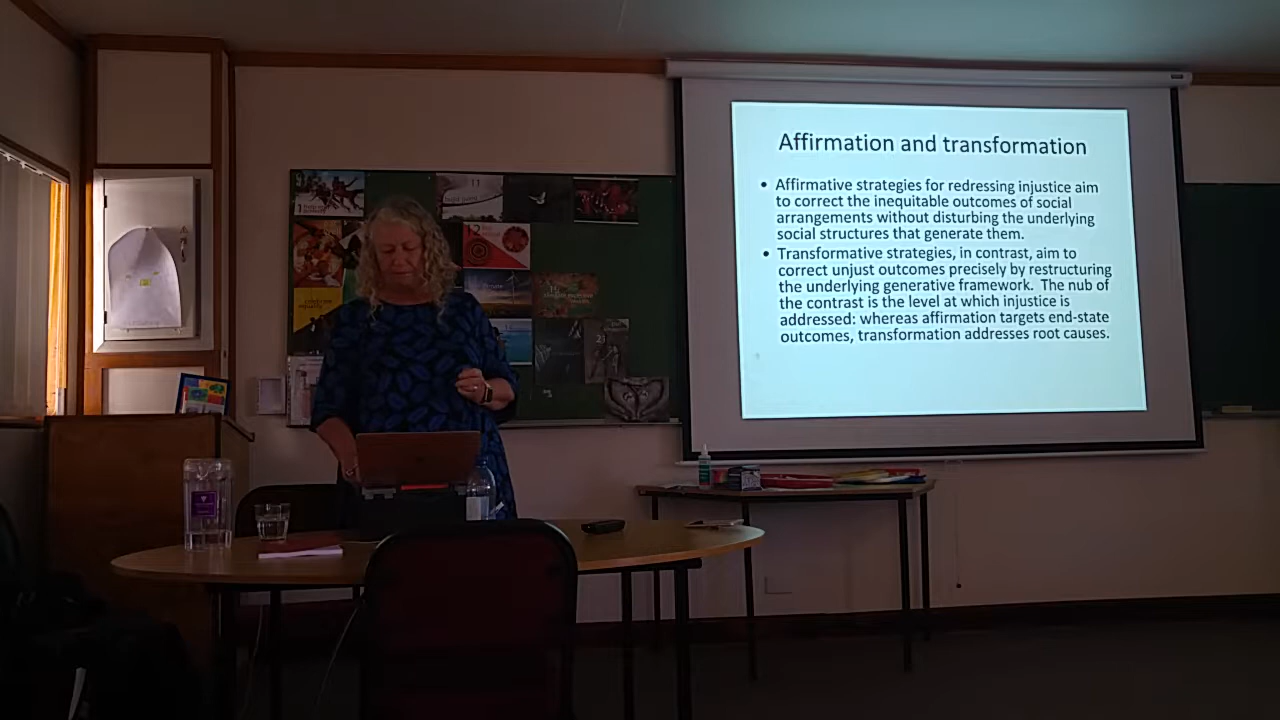 Affirmation and transformation
• Affirmative strategies for redressing injustice aim
to correct the inequitable outcomes of social
arrangements without disturbing the underlying
social structures that generate them.
• Transformative strategies, in contrast, aim to
correct unjust outcomes precisely by restructuring
the underlying generative framework. The nub of
the contrast is the level at which injustice is
addressed: whereas affirmation targets end-state
outcomes, transformation addresses root causes.
11
1
12